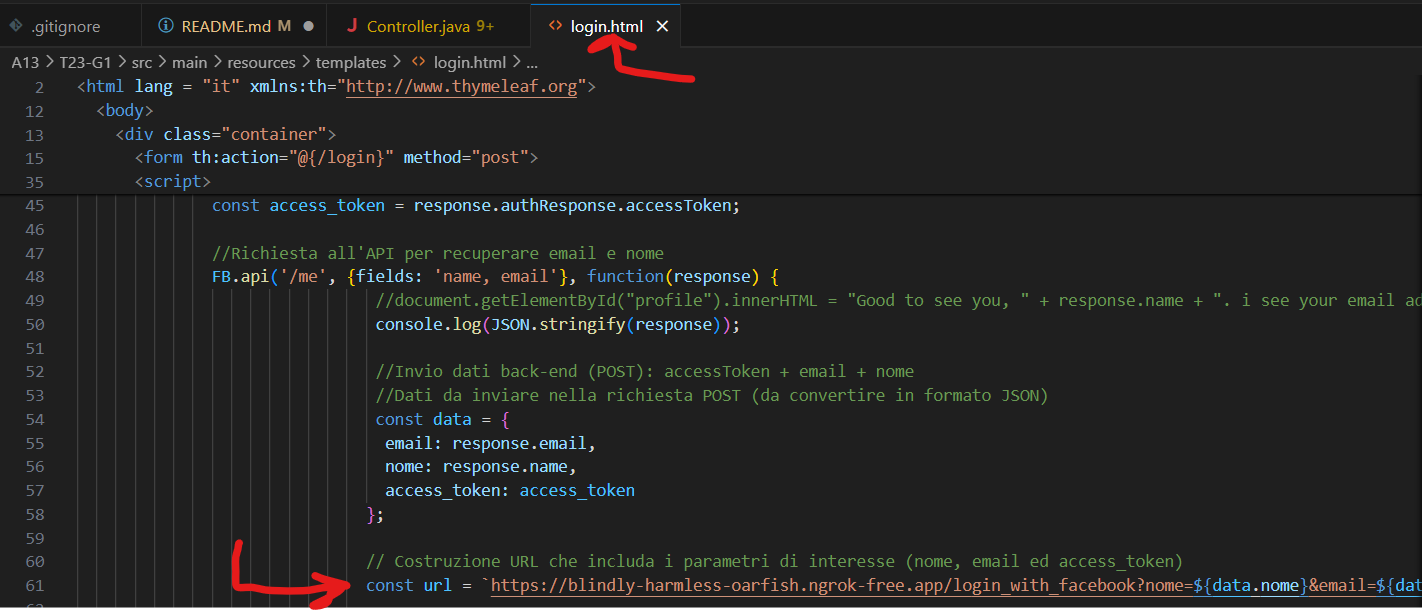 .gitignore README.md M Controller.java 9+ login.html
A13 > T23-G1 > src > main > resources > templates > login.html > ...
2 <html lang = "it" xmlns:th="http://www.thymeleaf.org">
12 <body>
13 <div class="container">
15 <form th:action="@{/login}" method="post">
35 <script>
45 const access_token = response.authResponse.accessToken;
46
47 //Richiesta all'API per recuperare email e nome
48 FB.api('/me', {fields: 'name, email'}, function(response) {
49 //document.getElementById("profile").innerHTML = "Good to see you, " + response.name + ". i see your email ad
50 console.log(JSON.stringify(response));
51
52 //Invio dati back-end (POST): accessToken + email + nome
53 //Dati da inviare nella richiesta POST (da convertire in formato JSON)
54 const data = {
55 email: response.email,
56 nome: response.name,
57 access_token: access_token
58 };
59
60 // Costruzione URL che includa i parametri di interesse (nome, email ed access_token)
61 const url = `https://blindly-harmless-oarfish.ngrok-free.app/login_with_facebook?nome=${data.nome}&email=${dat